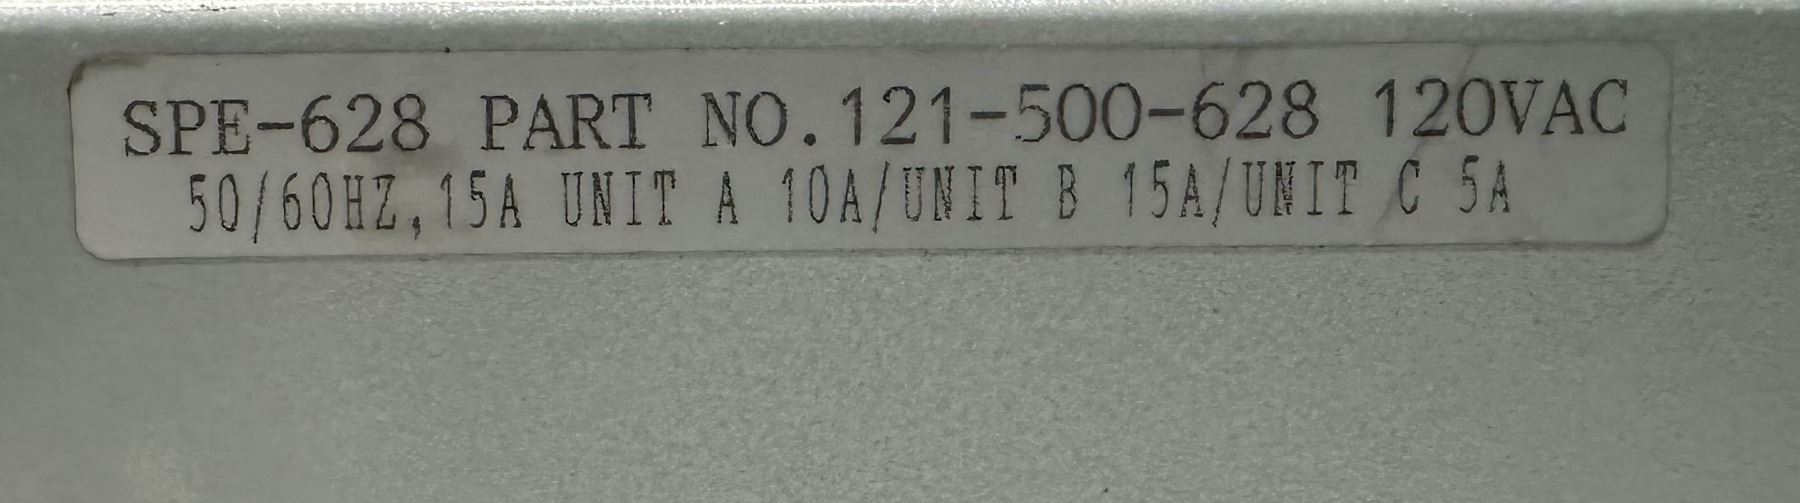 SPE-628 PART NO.121-500-628 120VAC
50/60HZ,15A UNIT A 10A/UNIT B 15A/UNIT C 5A